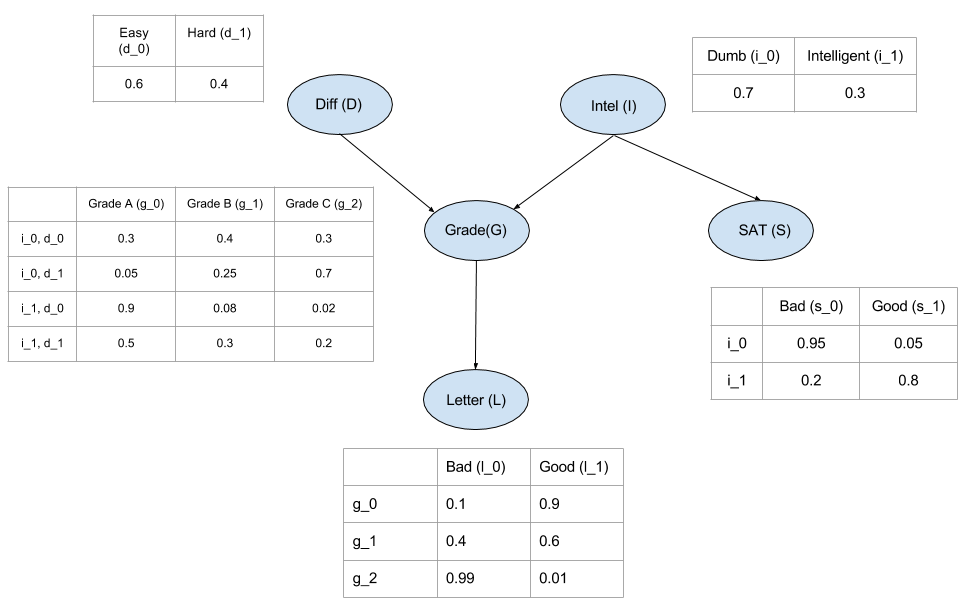 Easy (d_0) Hard (d_1)
0.6 0.4
Diff (D)
Intel (I)
Dumb (i_0) Intelligent (i_1)
0.7 0.3
Grade A (g_0) Grade B (g_1) Grade C (g_2)
i_0, d_0 0.3 0.4 0.3
i_0, d_1 0.05 0.25 0.7
i_1, d_0 0.9 0.08 0.02
i_1, d_1 0.5 0.3 0.2
Grade(G)
SAT (S)
Bad (s_0) Good (s_1)
i_0 0.95 0.05
i_1 0.2 0.8
Letter (L)
Bad (l_0) Good (l_1)
g_0 0.1 0.9
g_1 0.4 0.6
g_2 0.99 0.01